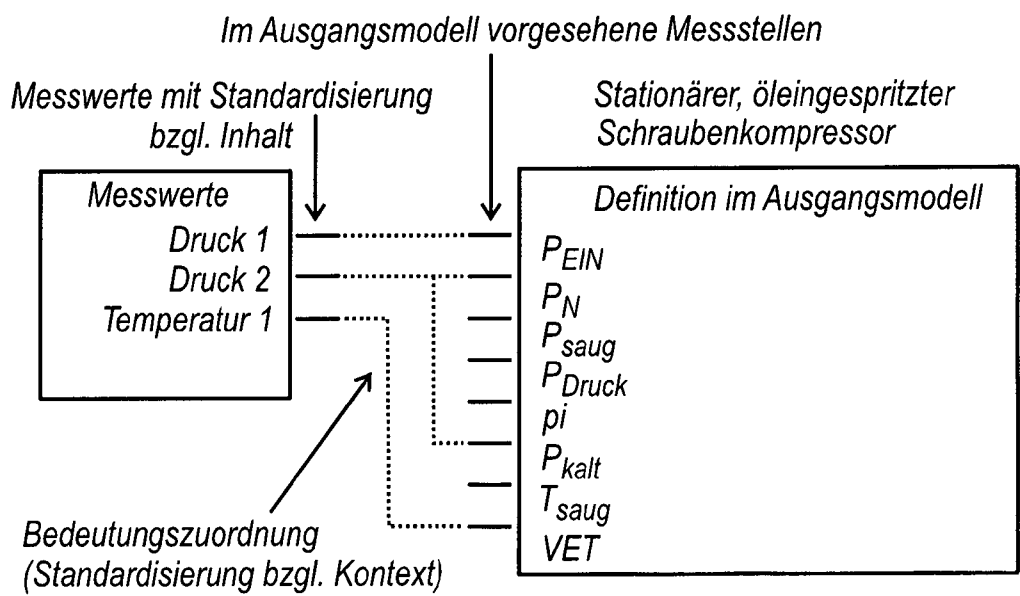 Im Ausgangsmodell vorgesehene Messstellen
Messwerte mit Standardisierung
bzgl. Inhalt
Stationärer, öleingespritzter
Schraubenkompressor
Messwerte
Druck 1
Druck 2
Temperatur 1
Definition im Ausgangsmodell
P_EIN
P_N
P_saug
P_Druck
pi
P_kalt
T_saug
VET
Bedeutungszuordnung
(Standardisierung bzgl. Kontext)